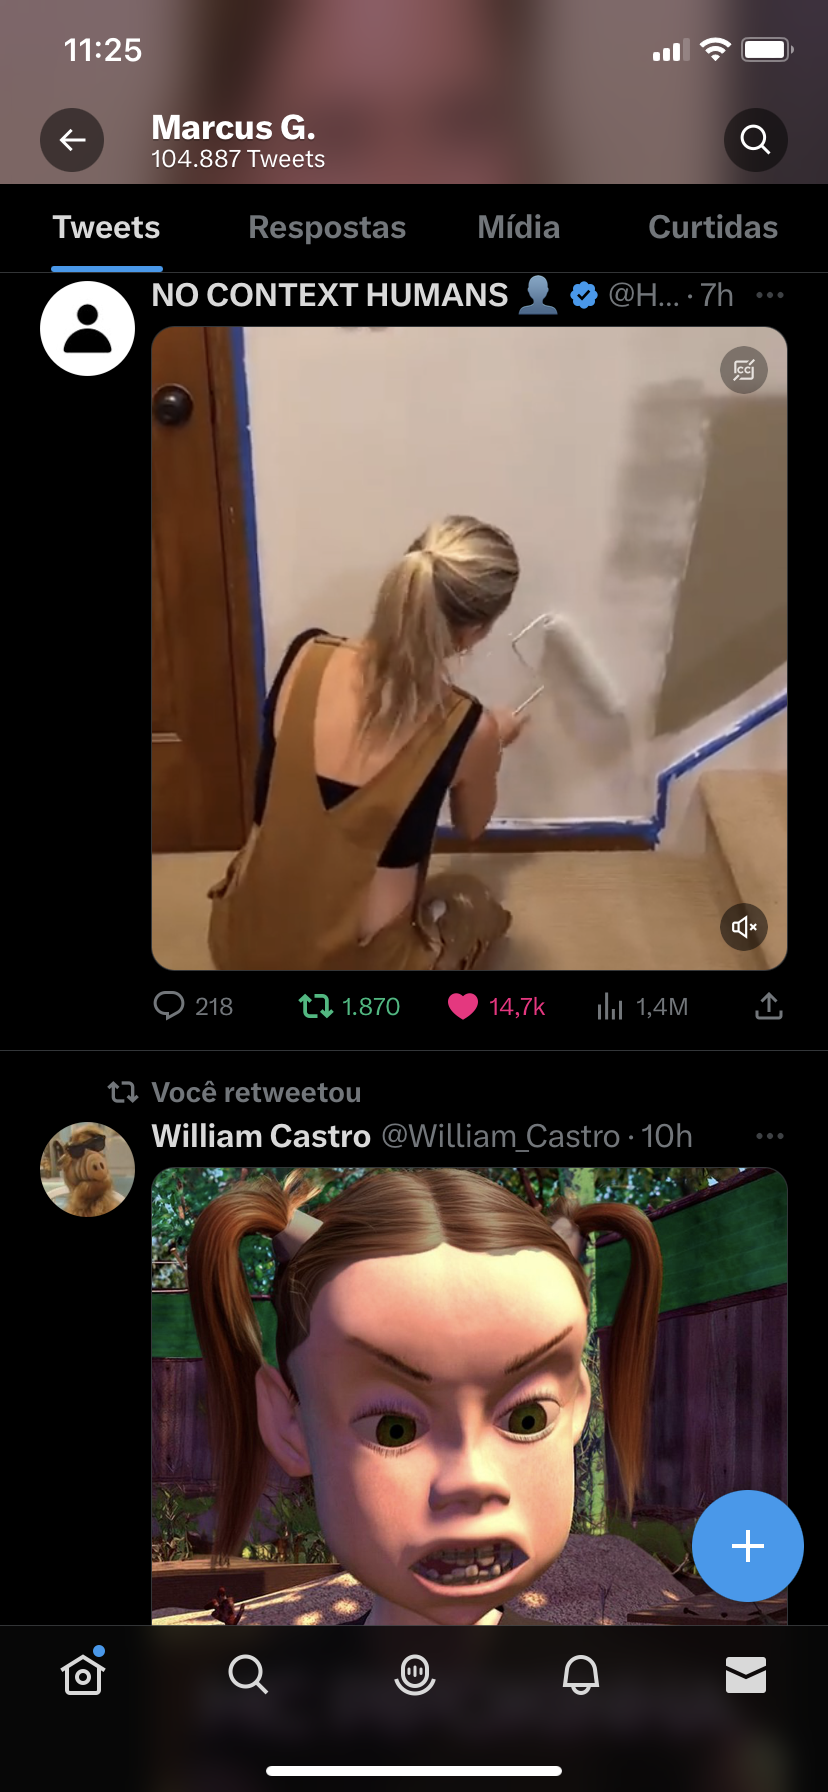 11:25
Marcus G.
104.887 Tweets
Tweets Respostas Mídia Curtidas
NO CONTEXT HUMANS 👤 @H... · 7h
CC
218 1.870 14,7k 1,4M
Você retweetou
William Castro @William_Castro · 10h